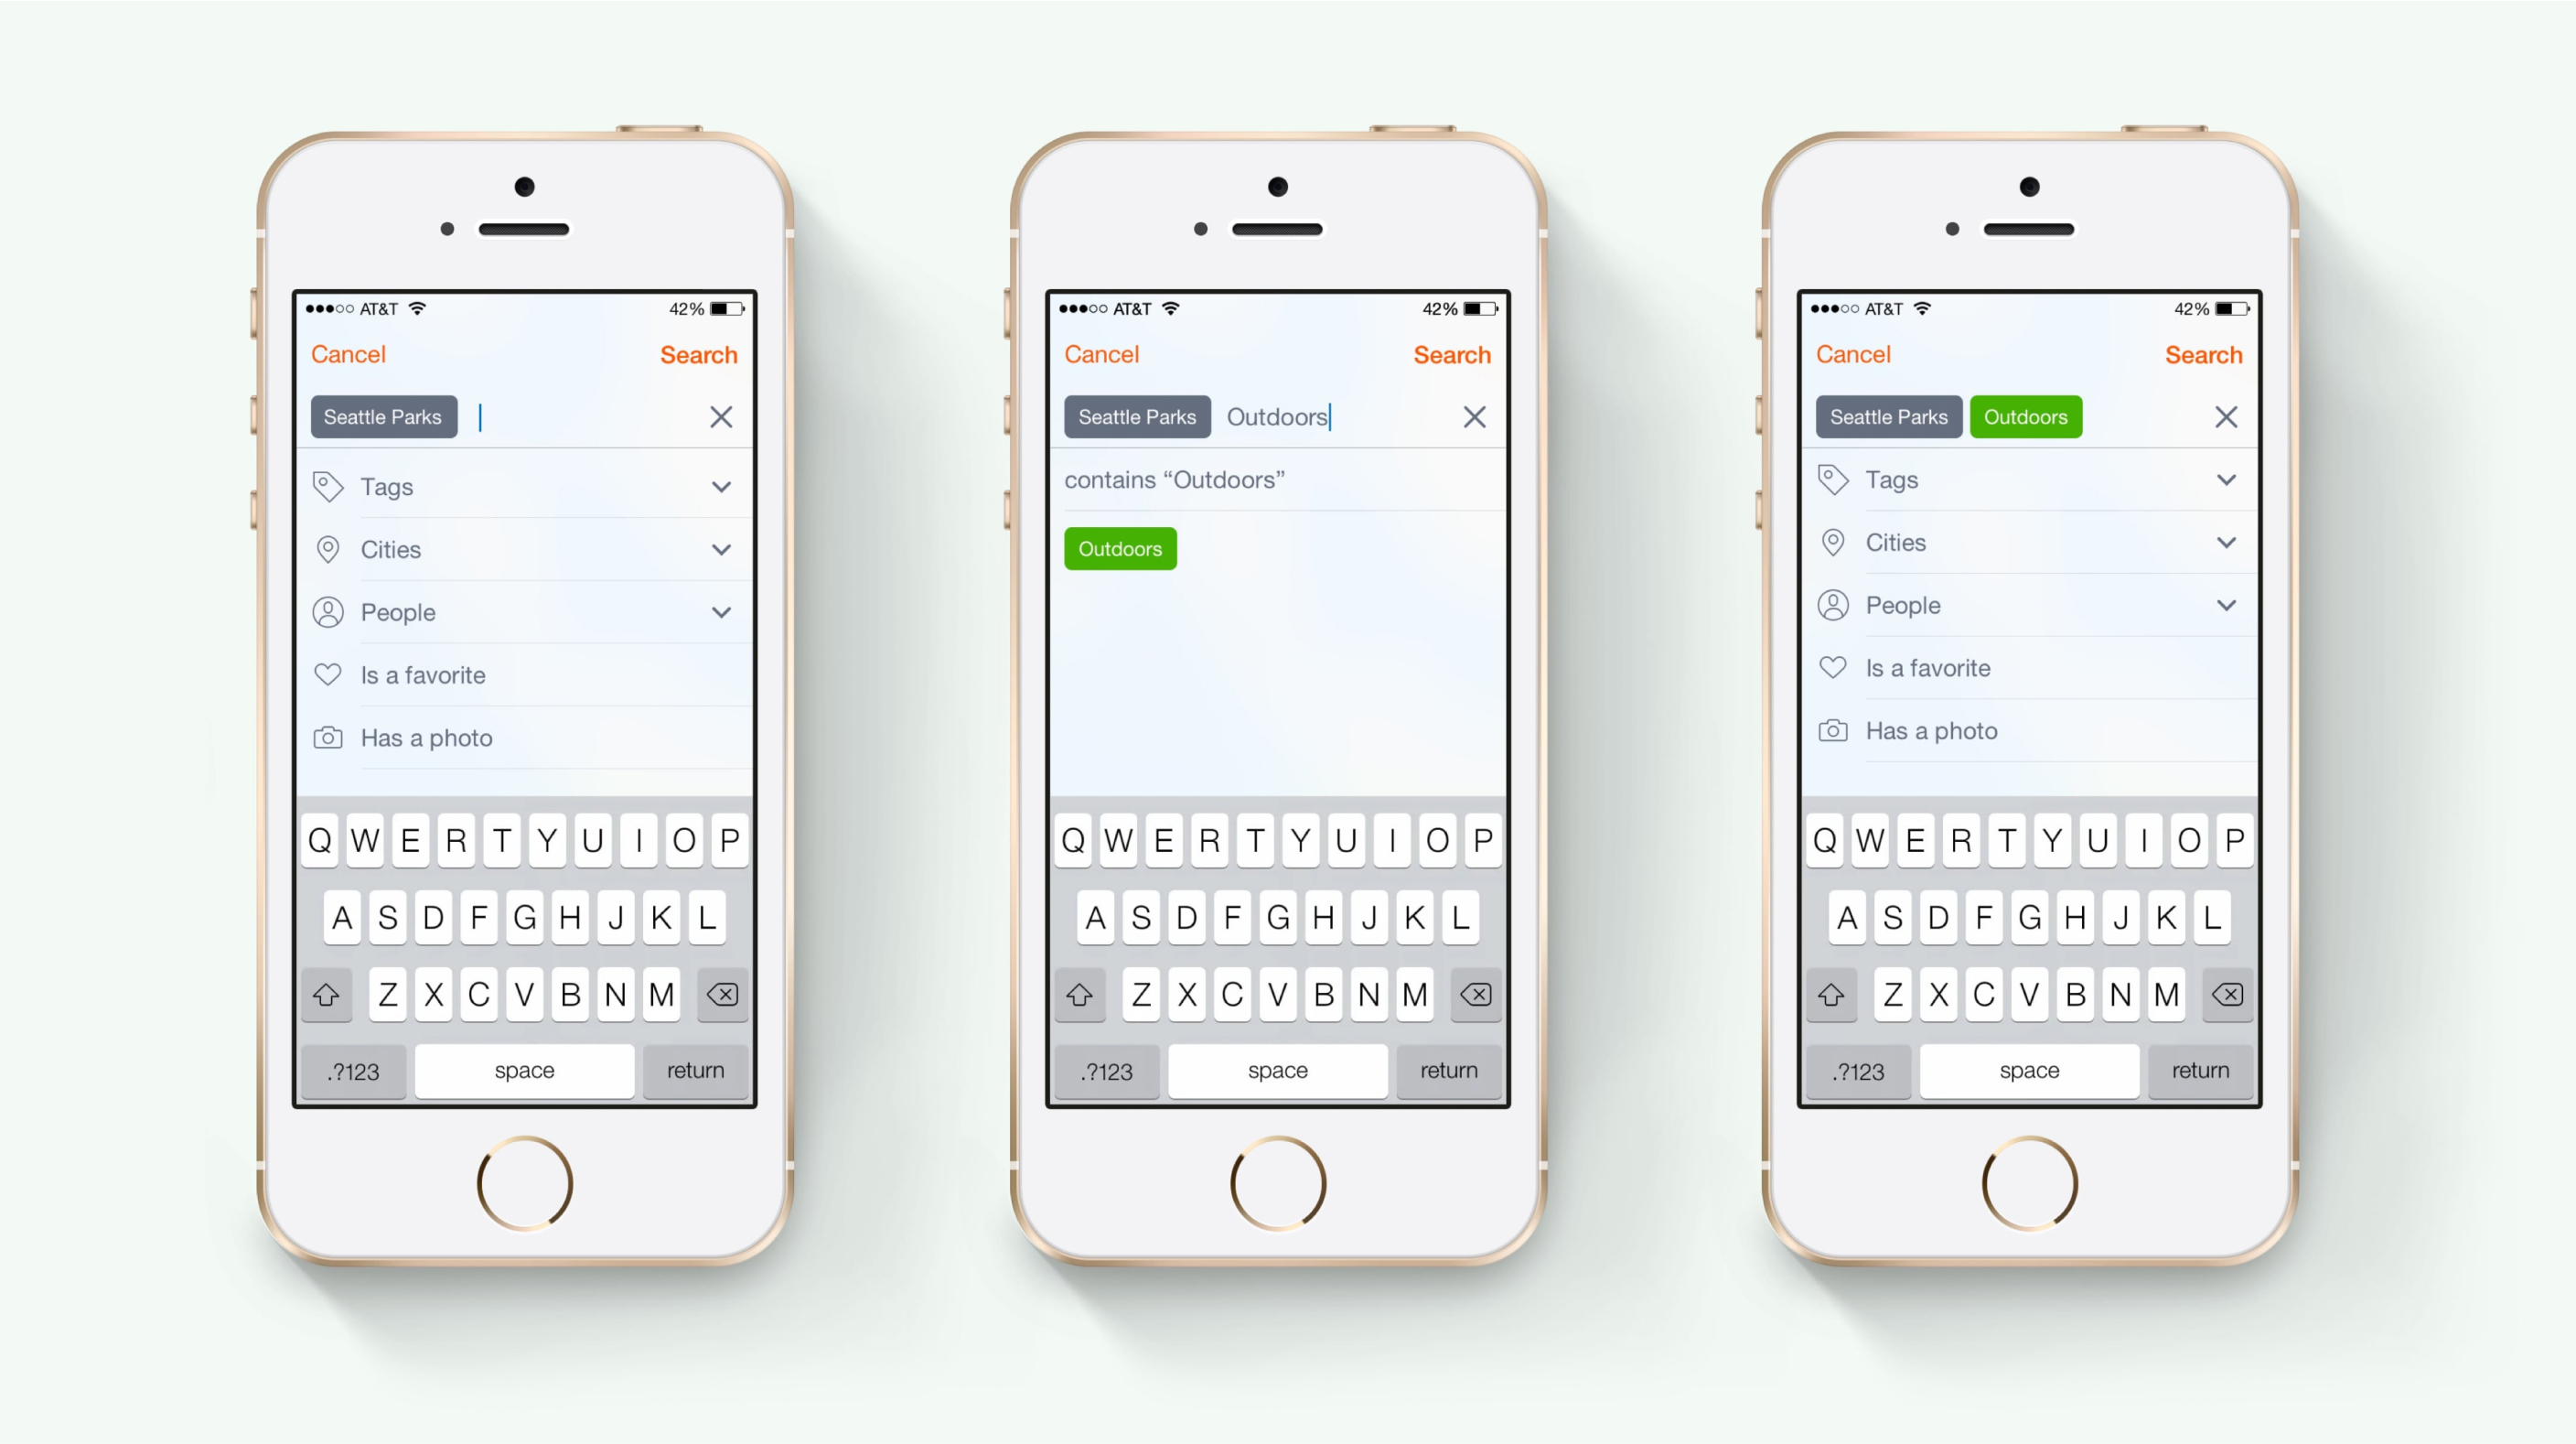 AT&T 42%
Cancel Search
Seattle Parks
Tags
Cities
People
Is a favorite
Has a photo
Q W E R T Y U I O P
A S D F G H J K L
Z X C V B N M
.?123 space return
AT&T 42%
Cancel Search
Seattle Parks Outdoors
contains “Outdoors”
Outdoors
Q W E R T Y U I O P
A S D F G H J K L
Z X C V B N M
.?123 space return
AT&T 42%
Cancel Search
Seattle Parks Outdoors
Tags
Cities
People
Is a favorite
Has a photo
Q W E R T Y U I O P
A S D F G H J K L
Z X C V B N M
.?123 space return